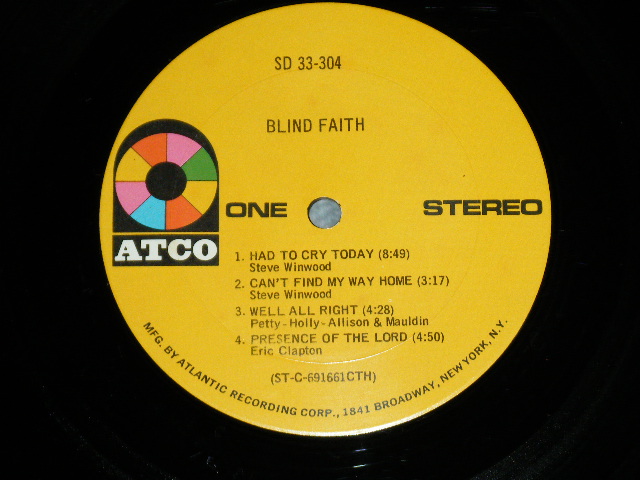 SD 33-304
BLIND FAITH
ATCO
ONE
STEREO
1. HAD TO CRY TODAY (8:49)
Steve Winwood
2. CAN'T FIND MY WAY HOME (3:17)
Steve Winwood
3. WELL ALL RIGHT (4:28)
Petty-Holly-Allison & Mauldin
4. PRESENCE OF THE LORD (4:50)
Eric Clapton
(ST-C-691661CTH)
MFG. BY ATLANTIC RECORDING CORP., 1841 BROADWAY, NEW YORK, N.Y.